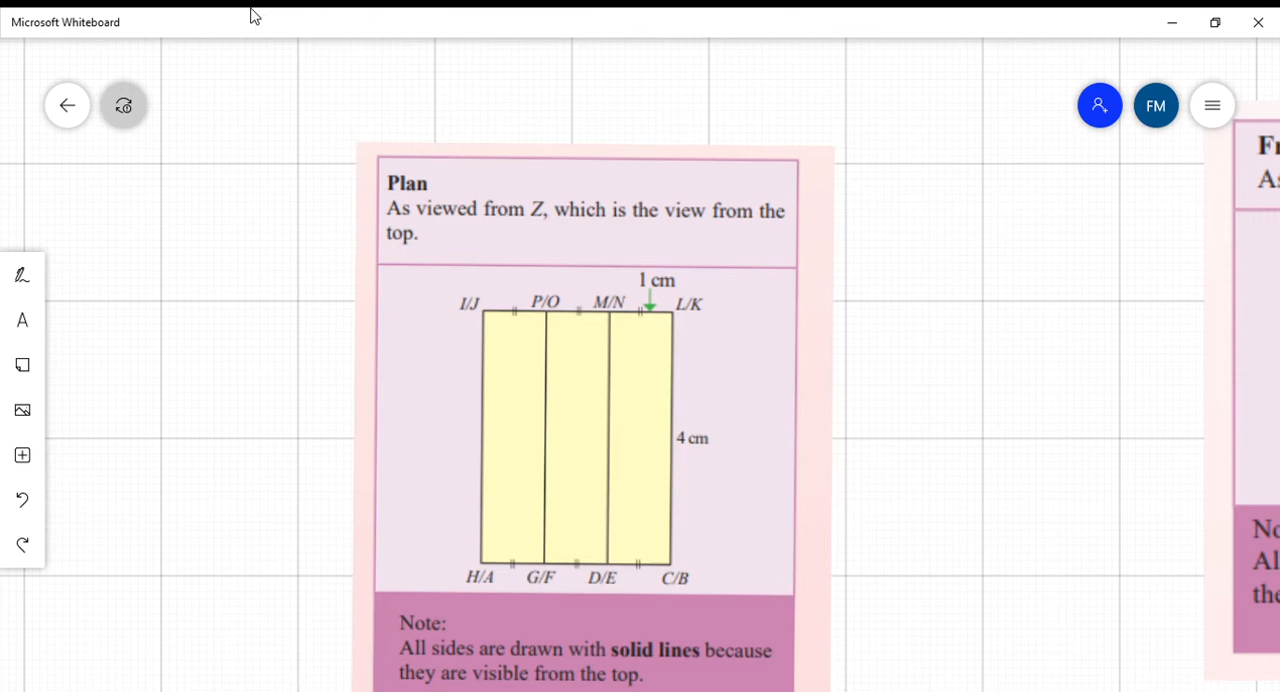 Microsoft Whiteboard
FM
Plan
As viewed from Z, which is the view from the
top.
1 cm
I/J P/O M/N L/K
4 cm
H/A G/F D/E C/B
Note:
All sides are drawn with solid lines because
they are visible from the top.
A